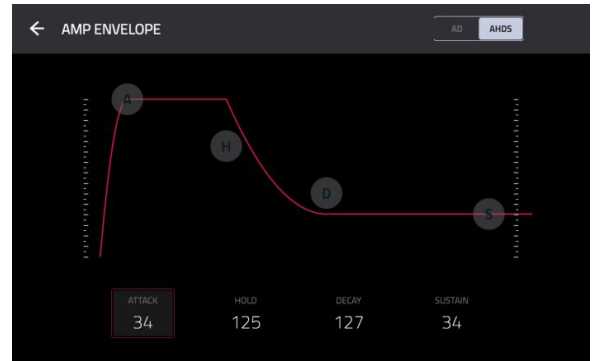 ← AMP ENVELOPE AD AHDS
A
H
D
S
ATTACK HOLD DECAY SUSTAIN
34 125 127 34